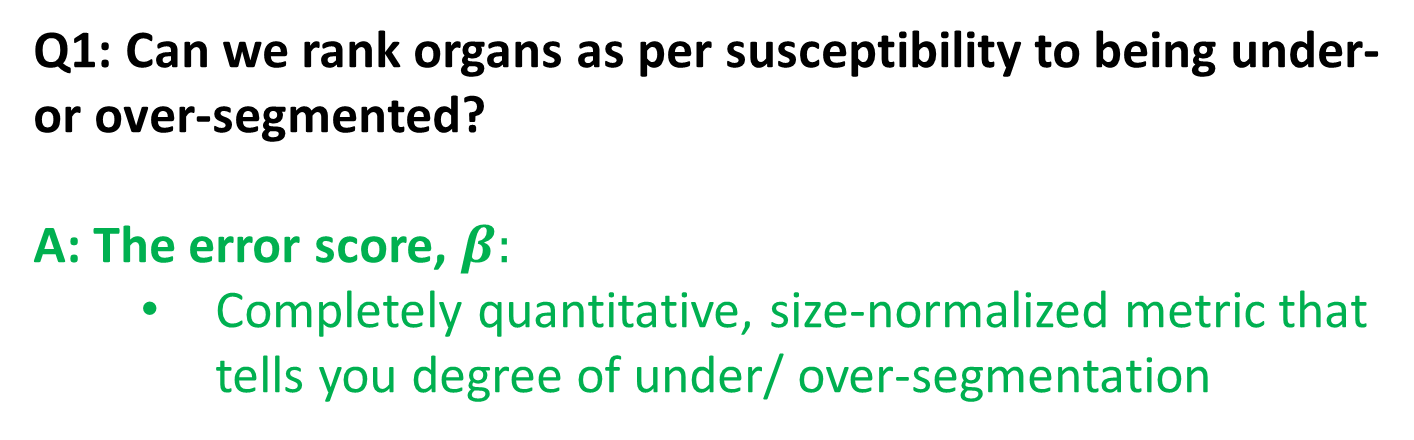 Q1: Can we rank organs as per susceptibility to being under-
or over-segmented?
A: The error score, β:
• Completely quantitative, size-normalized metric that
tells you degree of under/ over-segmentation